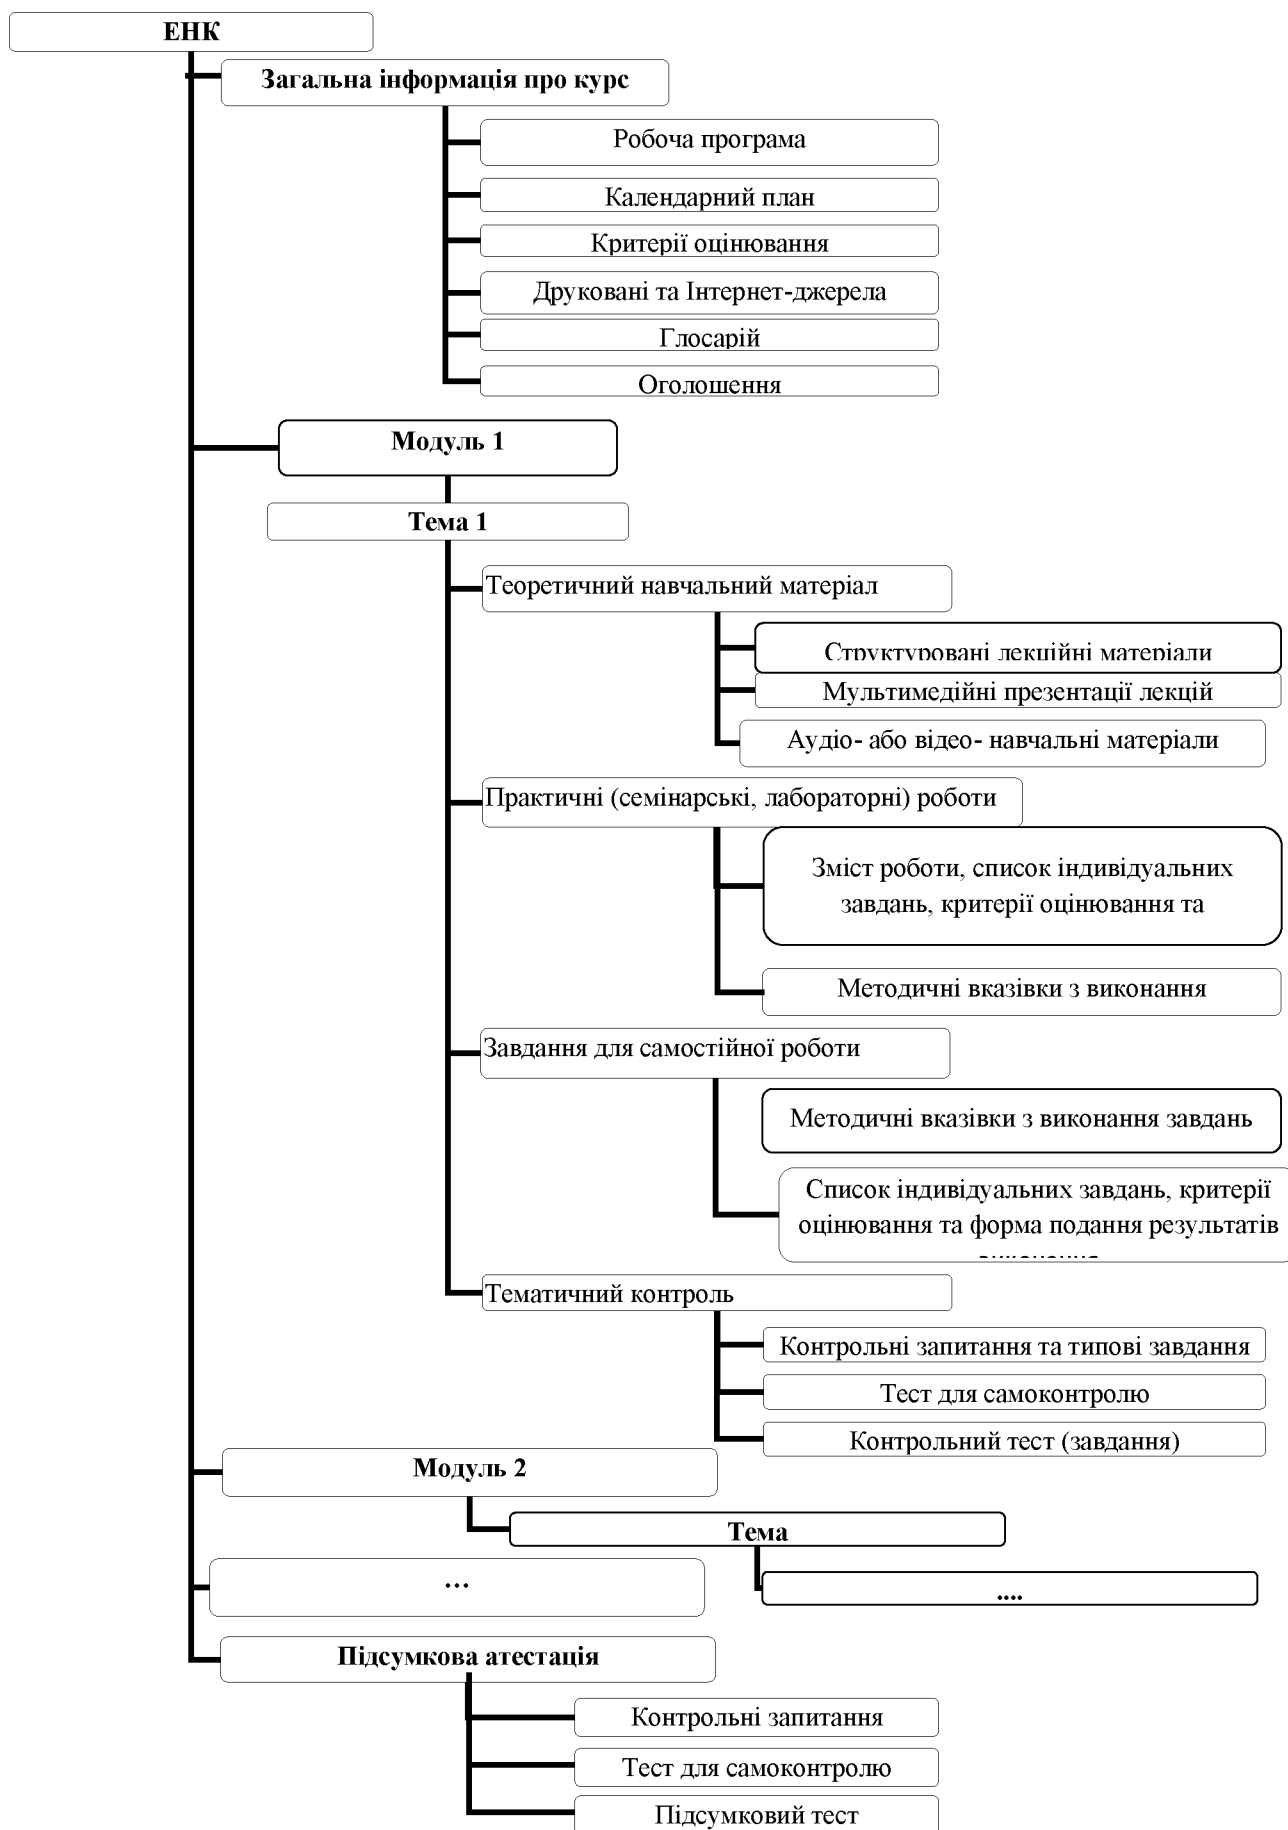 ЕНК
Загальна інформація про курс
Робоча програма
Календарний план
Критерії оцінювання
Друковані та Інтернет-джерела
Глосарій
Оголошення
Модуль 1
Тема 1
Теоретичний навчальний матеріал
Структуровані лекційні матеріали
Мультимедійні презентації лекцій
Аудіо- або відео- навчальні матеріали
Практичні (семінарські, лабораторні) роботи
Зміст роботи, список індивідуальних
завдань, критерії оцінювання та
Методичні вказівки з виконання
Завдання для самостійної роботи
Методичні вказівки з виконання завдань
Список індивідуальних завдань, критерії
оцінювання та форма подання результатів
Тематичний контроль
Контрольні запитання та типові завдання
Тест для самоконтролю
Контрольний тест (завдання)
Модуль 2
Тема
...
....
Підсумкова атестація
Контрольні запитання
Тест для самоконтролю
Підсумковий тест